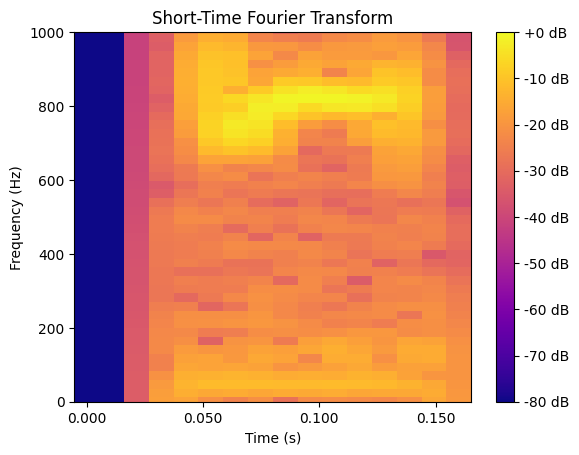 Short-Time Fourier Transform
1000
800
600
400
200
0
Frequency (Hz)
0.000
0.050
0.100
0.150
Time (s)
+0 dB
-10 dB
-20 dB
-30 dB
-40 dB
-50 dB
-60 dB
-70 dB
-80 dB